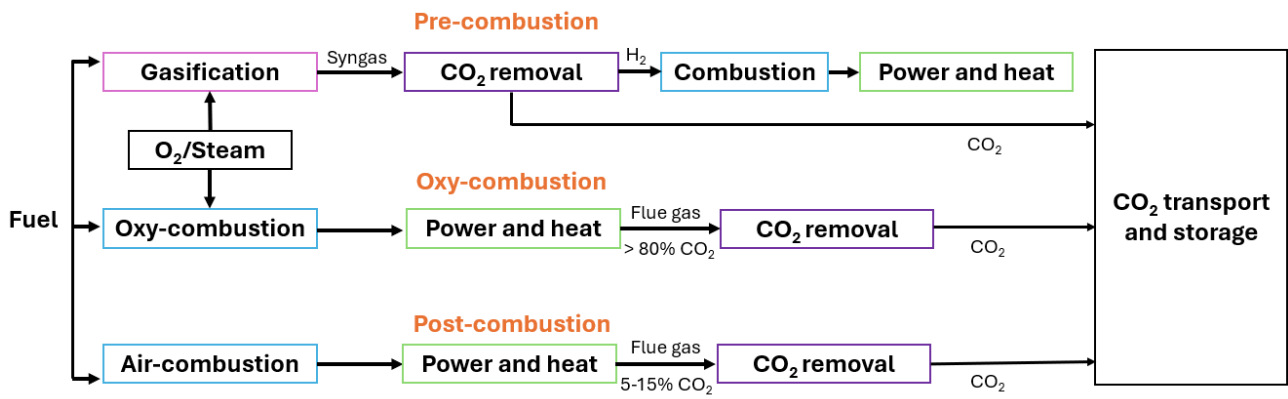 Pre-combustion
Gasification
Syngas
CO₂ removal
H₂
Combustion
Power and heat
CO₂
O₂/Steam
Oxy-combustion
Fuel
Oxy-combustion
Power and heat
Flue gas
> 80% CO₂
CO₂ removal
CO₂
CO₂ transport
and storage
Post-combustion
Air-combustion
Power and heat
Flue gas
5-15% CO₂
CO₂ removal
CO₂